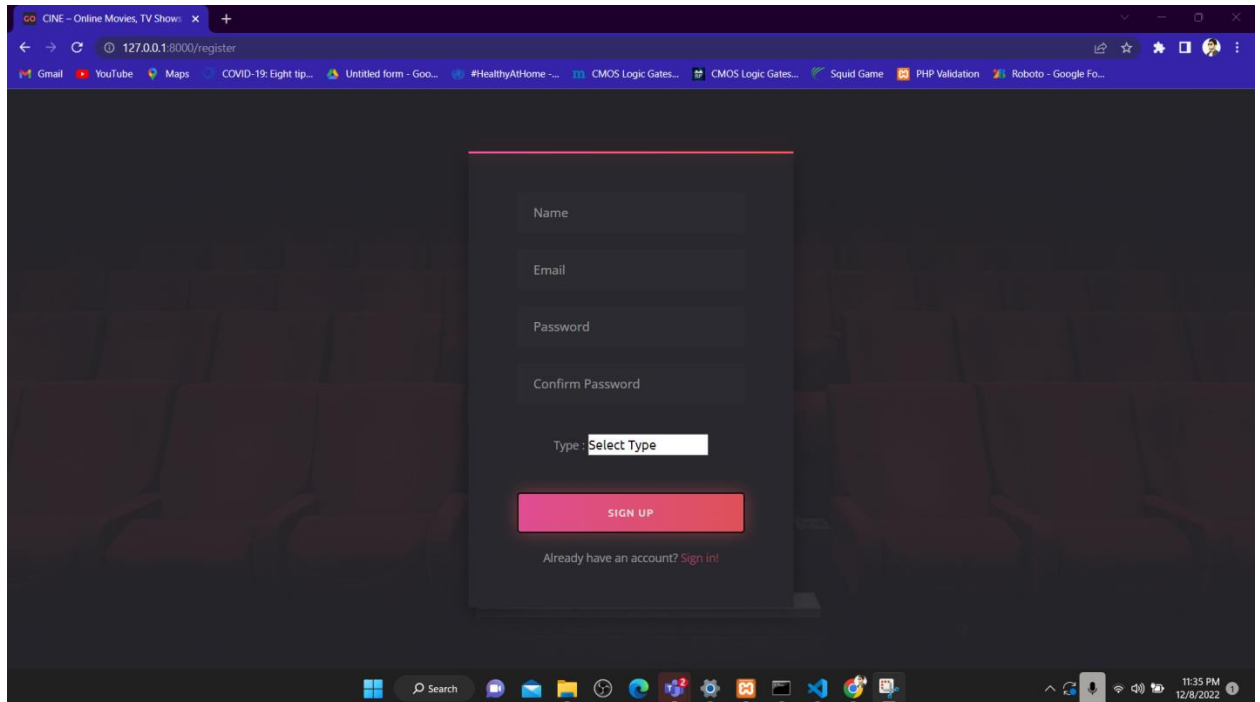 GO CINE – Online Movies, TV Shows
127.0.0.1:8000/register
Gmail YouTube Maps COVID-19: Eight tip... Untitled form - Goo... #HealthyAtHome -... m CMOS Logic Gates... CMOS Logic Gates... Squid Game PHP Validation Roboto - Google Fo...
Name
Email
Password
Confirm Password
Type : Select Type
SIGN UP
Already have an account? Sign in!
Search 2 11:35 PM
12/8/2022 1